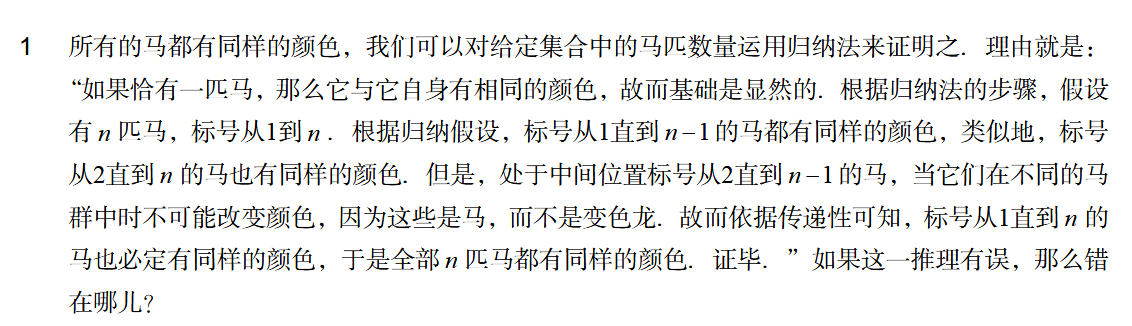 1 所有的马都有同样的颜色，我们可以对给定集合中的马匹数量运用归纳法来证明之．理由就是：
“如果恰有一匹马，那么它与它自身有相同的颜色，故而基础是显然的．根据归纳法的步骤，假设
有 n 匹马，标号从1到 n ．根据归纳假设，标号从1直到 n−1 的马都有同样的颜色，类似地，标号
从2直到 n 的马也有同样的颜色．但是，处于中间位置标号从2直到 n−1 的马，当它们在不同的马
群中时不可能改变颜色，因为这些是马，而不是变色龙．故而依据传递性可知，标号从1直到 n 的
马也必定有同样的颜色，于是全部 n 匹马都有同样的颜色．证毕．”如果这一推理有误，那么错
在哪儿？